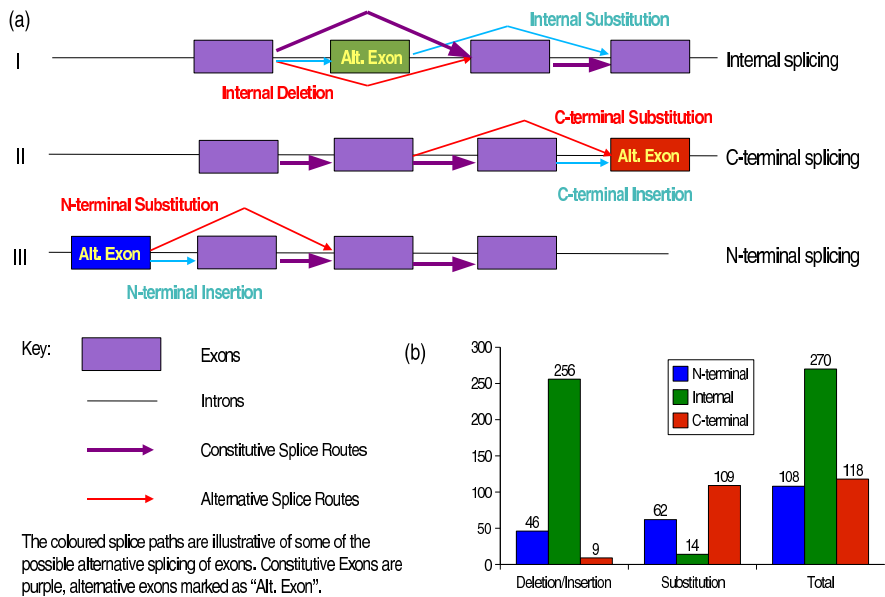 (a)
Internal Substitution
I
Alt. Exon
Internal splicing
Internal Deletion
C-terminal Substitution
II
Alt. Exon
C-terminal splicing
C-terminal Insertion
N-terminal Substitution
III
Alt. Exon
N-terminal splicing
N-terminal Insertion
Key:
Exons
Introns
Constitutive Splice Routes
Alternative Splice Routes
The coloured splice paths are illustrative of some of the
possible alternative splicing of exons. Constitutive Exons are
purple, alternative exons marked as “Alt. Exon”.
(b)
300
250
200
150
100
50
0
N-terminal
Internal
C-terminal
46
256
9
62
14
109
108
270
118
Deletion/Insertion
Substitution
Total